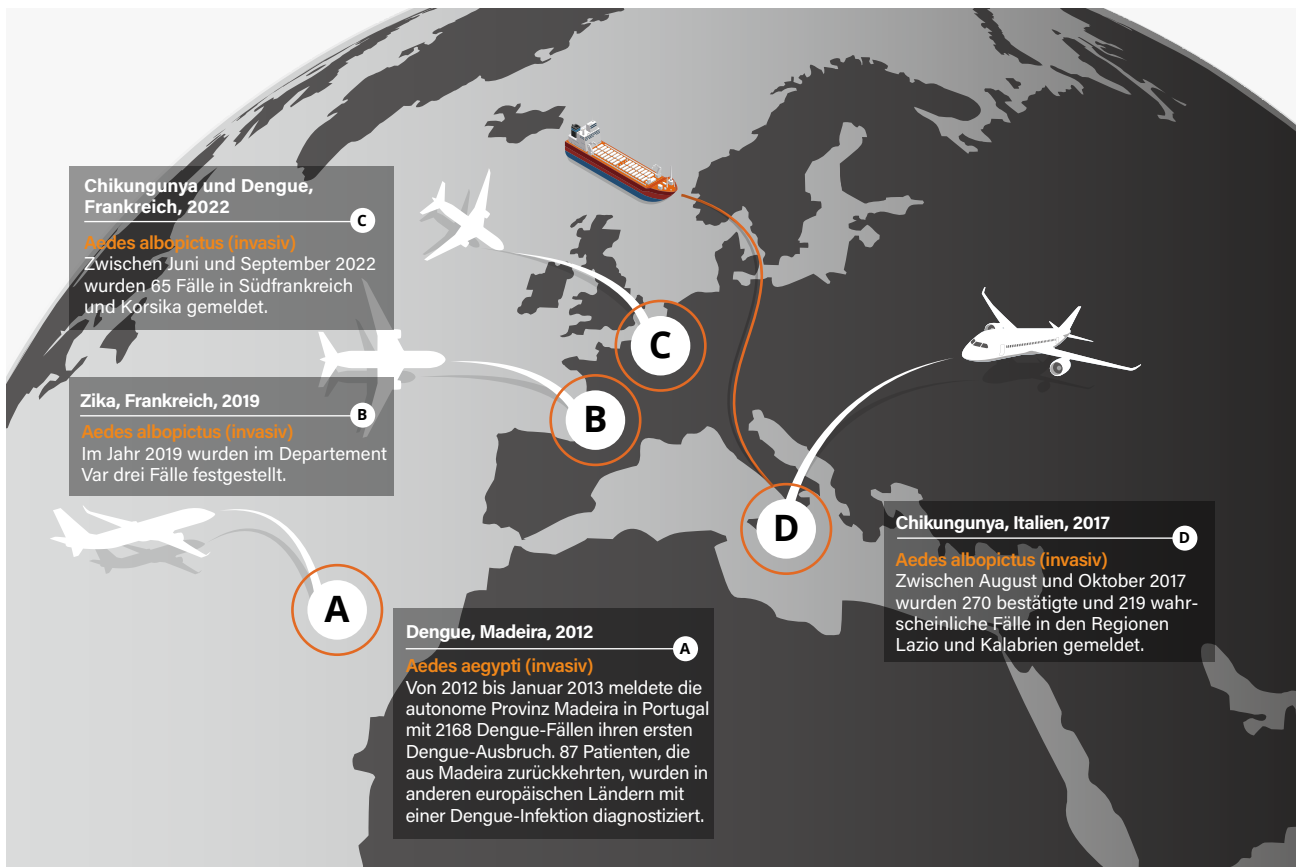 Chikungunya und Dengue,
Frankreich, 2022
C
Aedes albopictus (invasiv)
Zwischen Juni und September 2022
wurden 65 Fälle in Südfrankreich
und Korsika gemeldet.
C
Zika, Frankreich, 2019
B
Aedes albopictus (invasiv)
Im Jahr 2019 wurden im Departement
Var drei Fälle festgestellt.
B
D
Chikungunya, Italien, 2017
D
Aedes albopictus (invasiv)
Zwischen August und Oktober 2017
wurden 270 bestätigte und 219 wahr-
scheinliche Fälle in den Regionen
Lazio und Kalabrien gemeldet.
A
Dengue, Madeira, 2012
A
Aedes aegypti (invasiv)
Von 2012 bis Januar 2013 meldete die
autonome Provinz Madeira in Portugal
mit 2168 Dengue-Fällen ihren ersten
Dengue-Ausbruch. 87 Patienten, die
aus Madeira zurückkehrten, wurden in
anderen europäischen Ländern mit
einer Dengue-Infektion diagnostiziert.